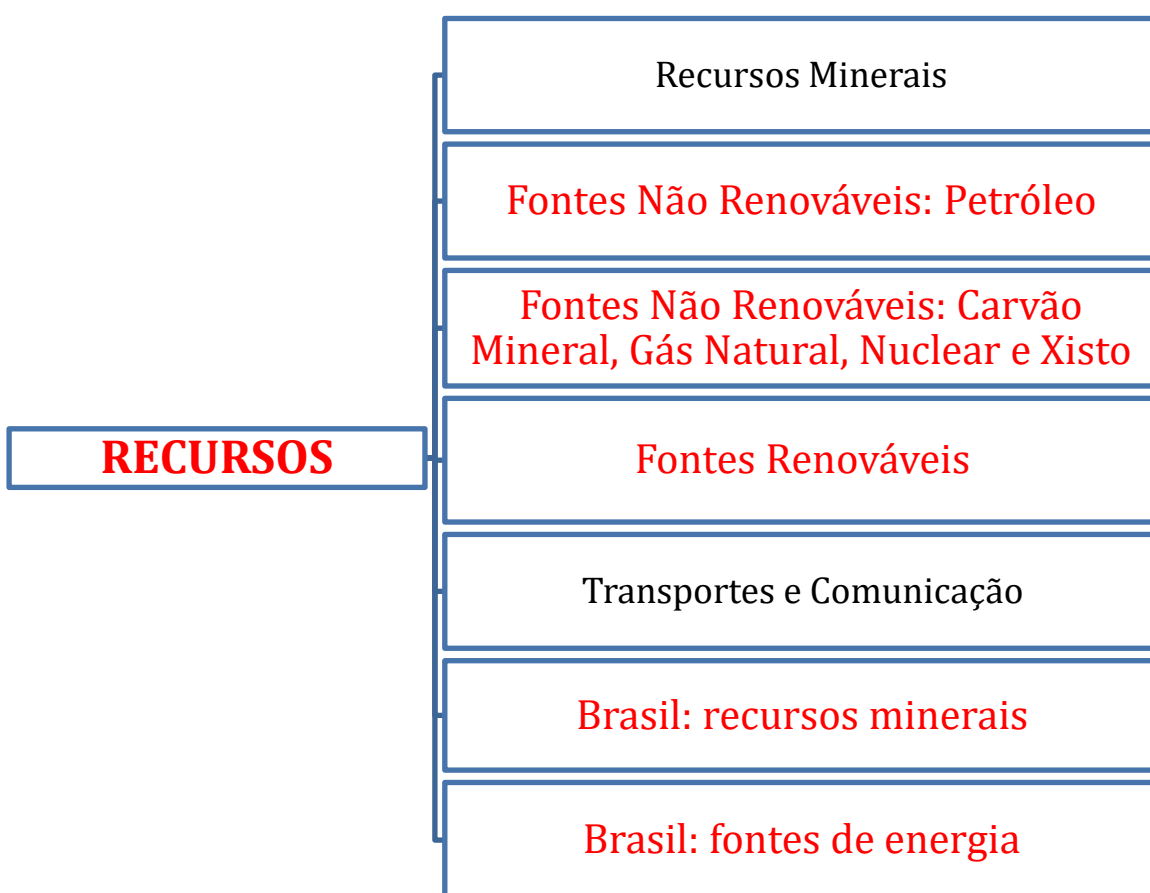 Recursos Minerais
Fontes Não Renováveis: Petróleo
Fontes Não Renováveis: Carvão
Mineral, Gás Natural, Nuclear e Xisto
RECURSOS
Fontes Renováveis
Transportes e Comunicação
Brasil: recursos minerais
Brasil: fontes de energia